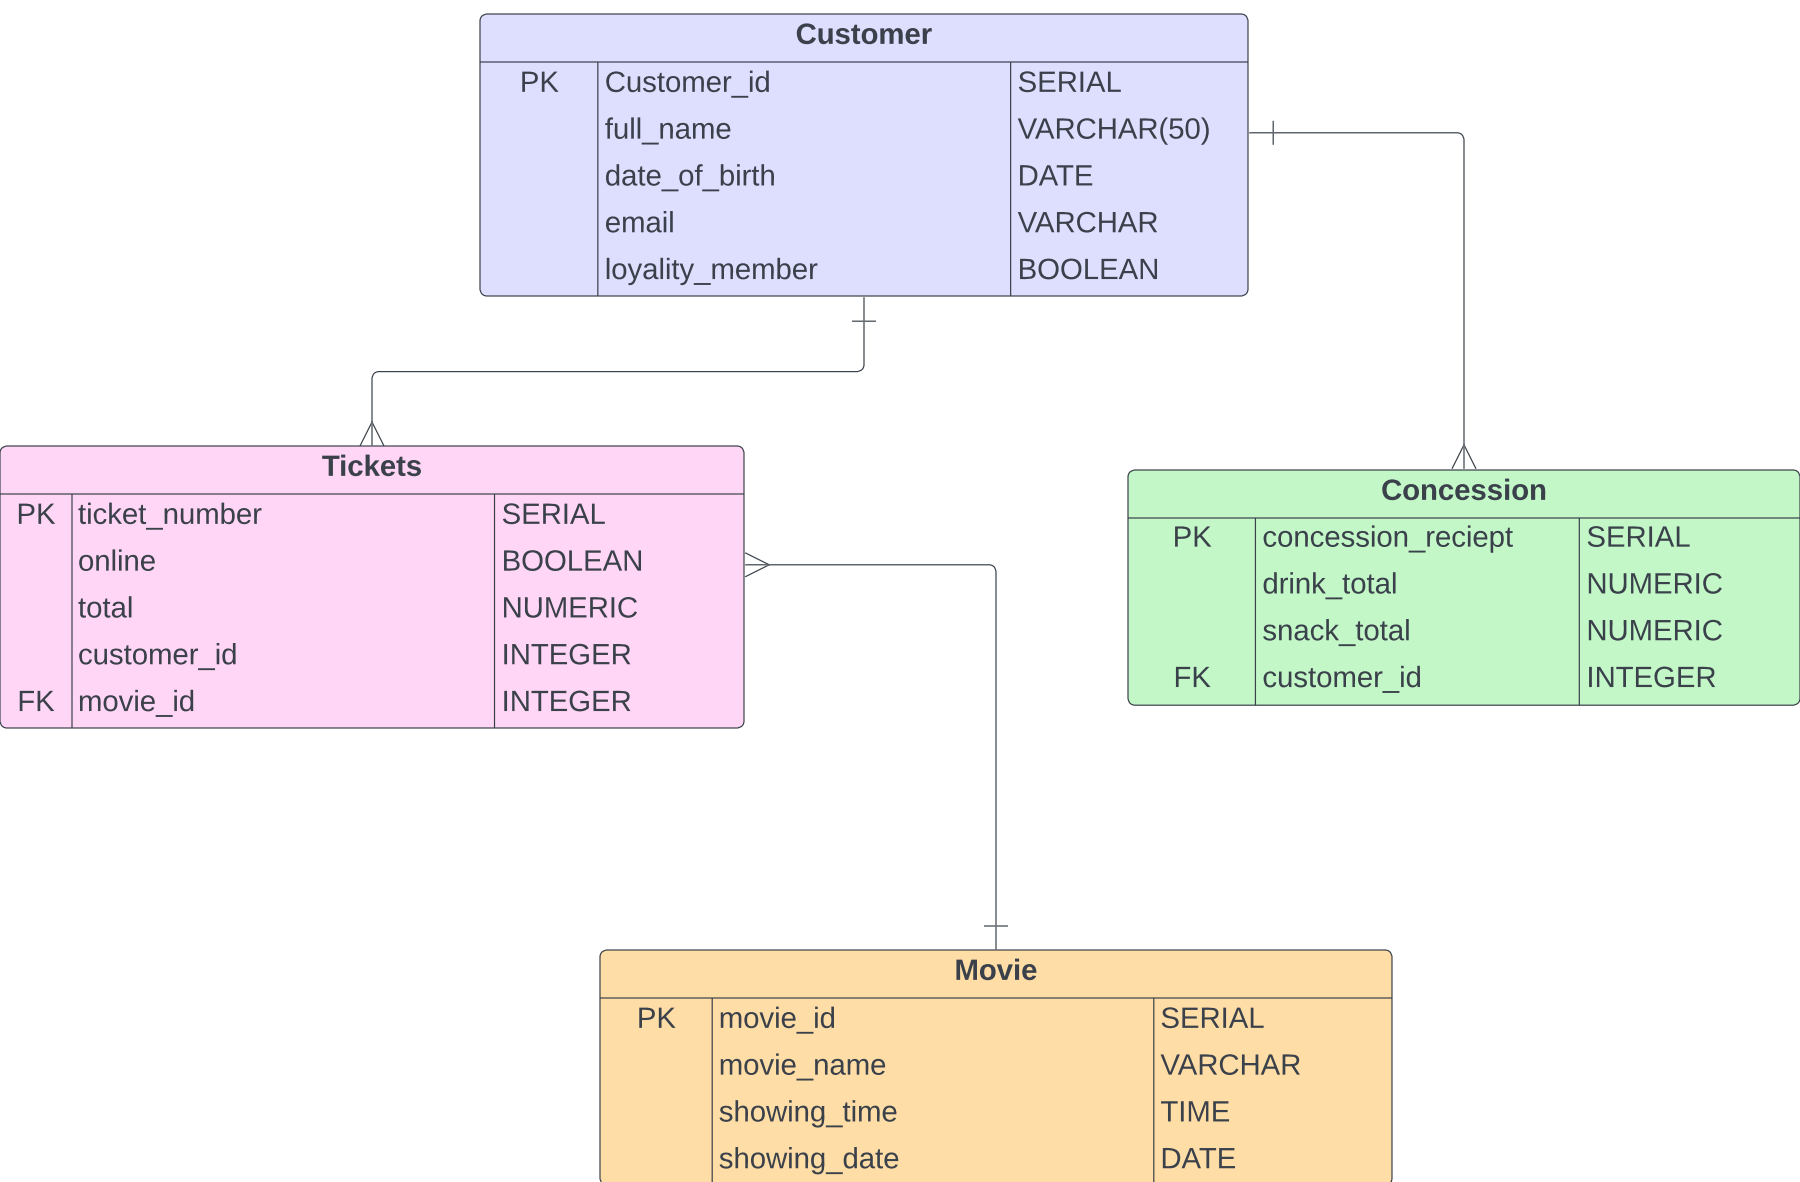 Customer
PK Customer_id SERIAL
full_name VARCHAR(50)
date_of_birth DATE
email VARCHAR
loyality_member BOOLEAN
Tickets
PK ticket_number SERIAL
online BOOLEAN
total NUMERIC
customer_id INTEGER
FK movie_id INTEGER
Concession
PK concession_reciept SERIAL
drink_total NUMERIC
snack_total NUMERIC
FK customer_id INTEGER
Movie
PK movie_id SERIAL
movie_name VARCHAR
showing_time TIME
showing_date DATE